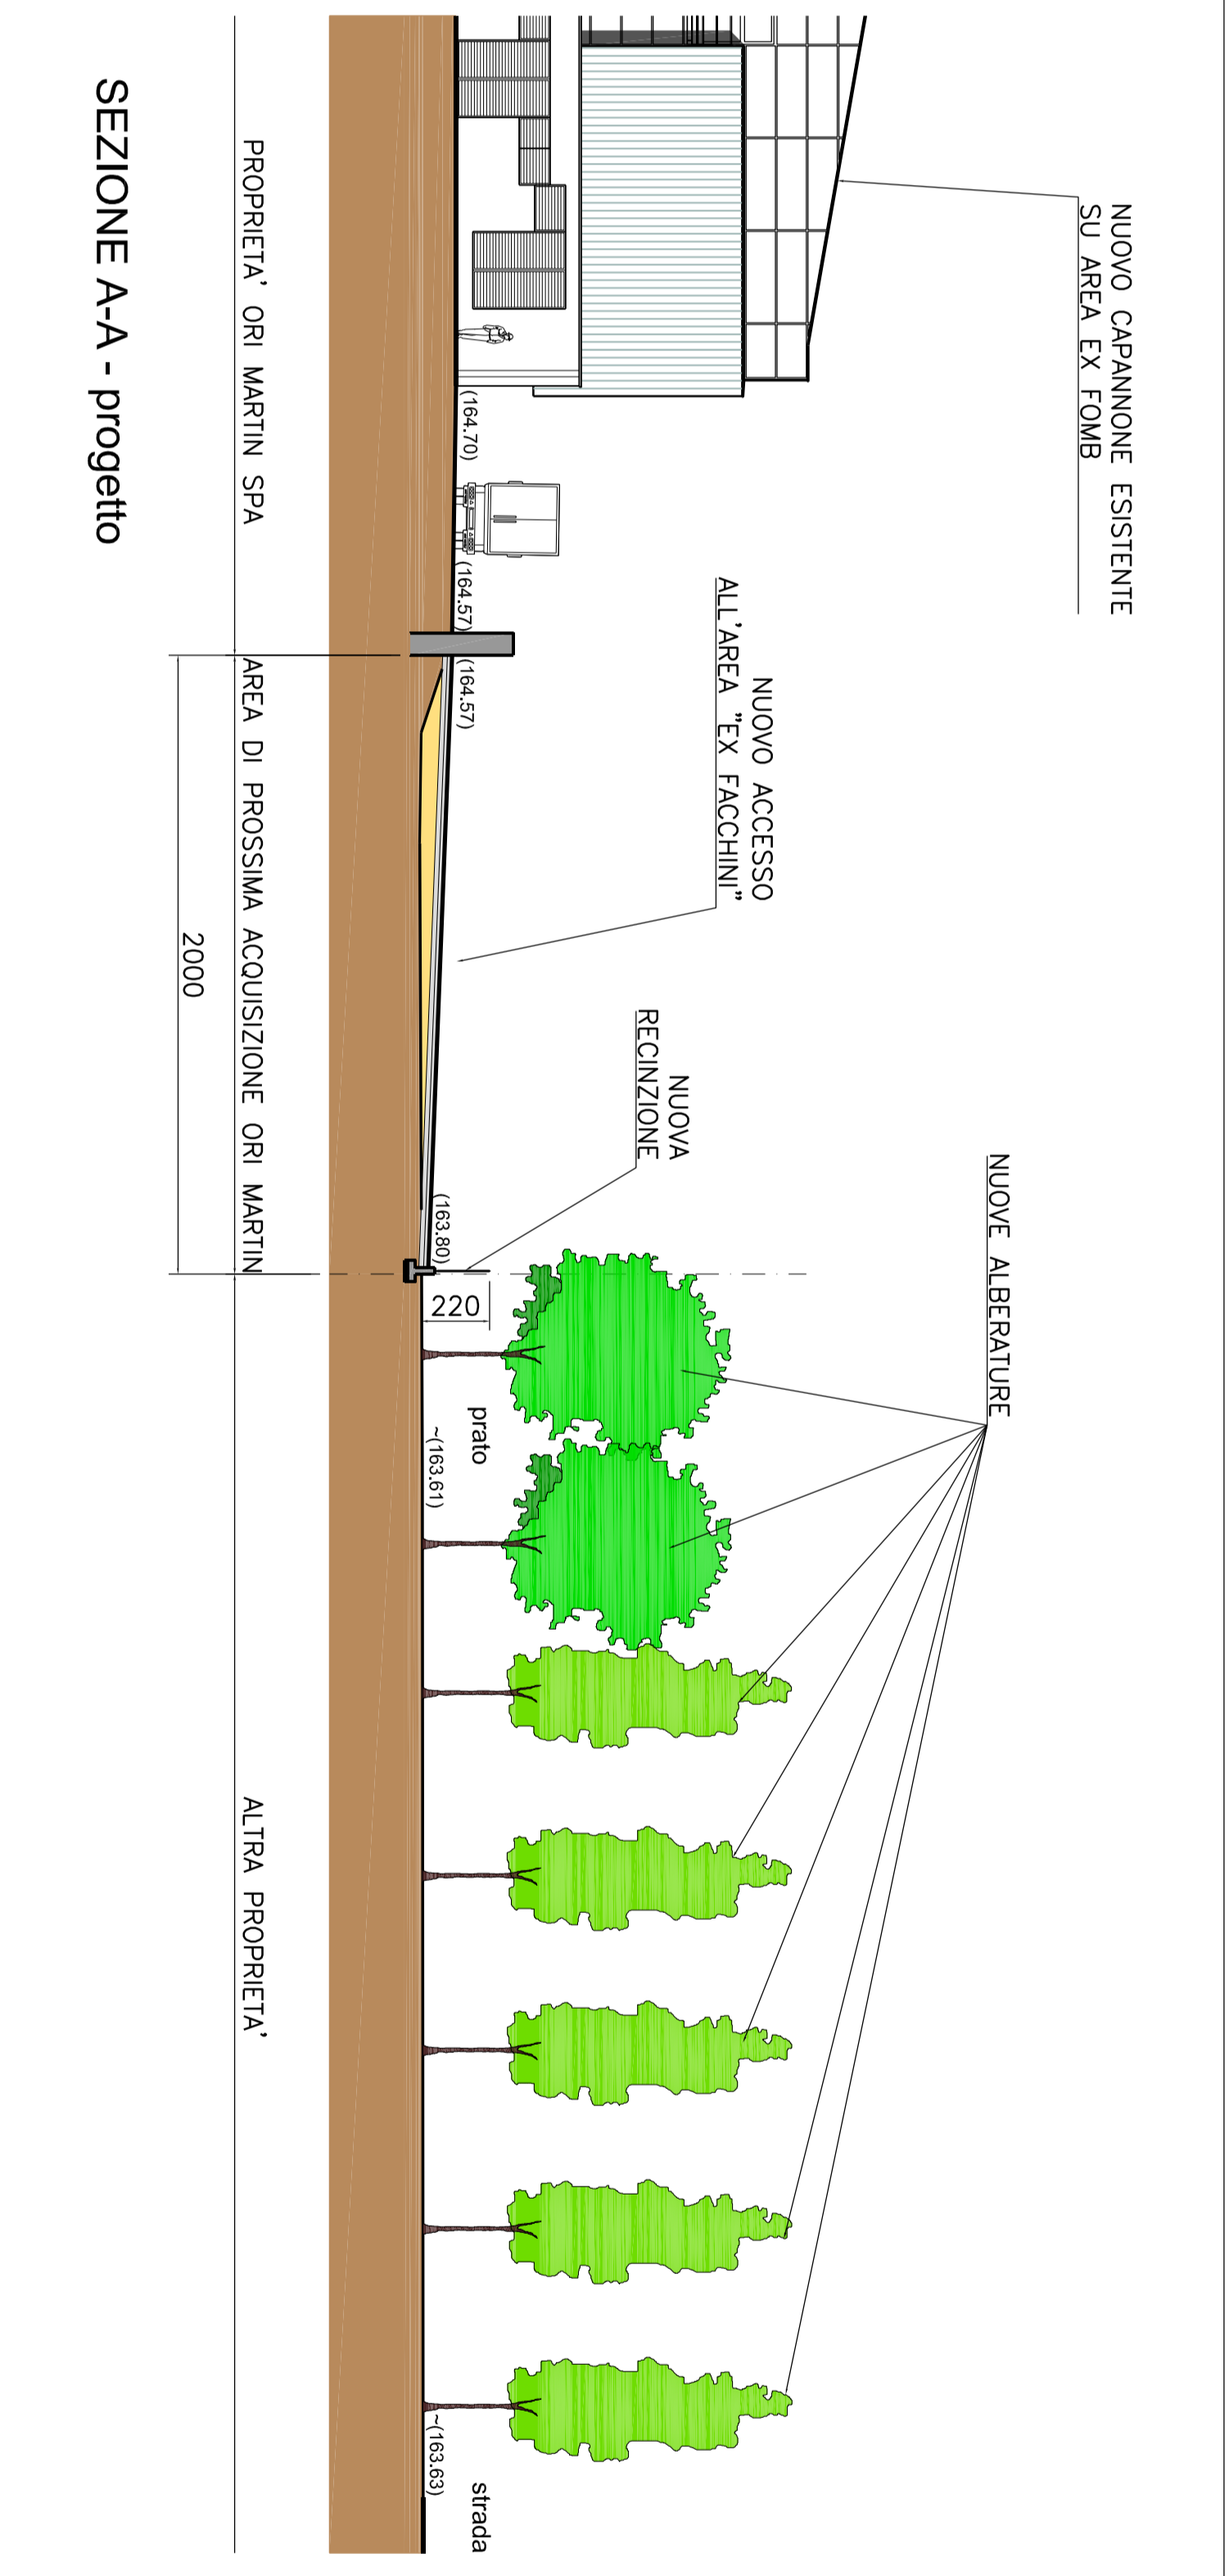 NUOVO CAPANNONE ESISTENTE
SU AREA EX FOMB
NUOVE ALBERATURE
NUOVO ACCESSO
ALL'AREA "EX FACCHINI"
NUOVA
RECINZIONE
(164.70)
(164.57)
(164.57)
(163.80)
220
prato
~(163.61)
~(163.63)
strada
PROPRIETA' ORI MARTIN SPA
AREA DI PROSSIMA ACQUISIZIONE ORI MARTIN
ALTRA PROPRIETA'
2000
SEZIONE A-A - progetto